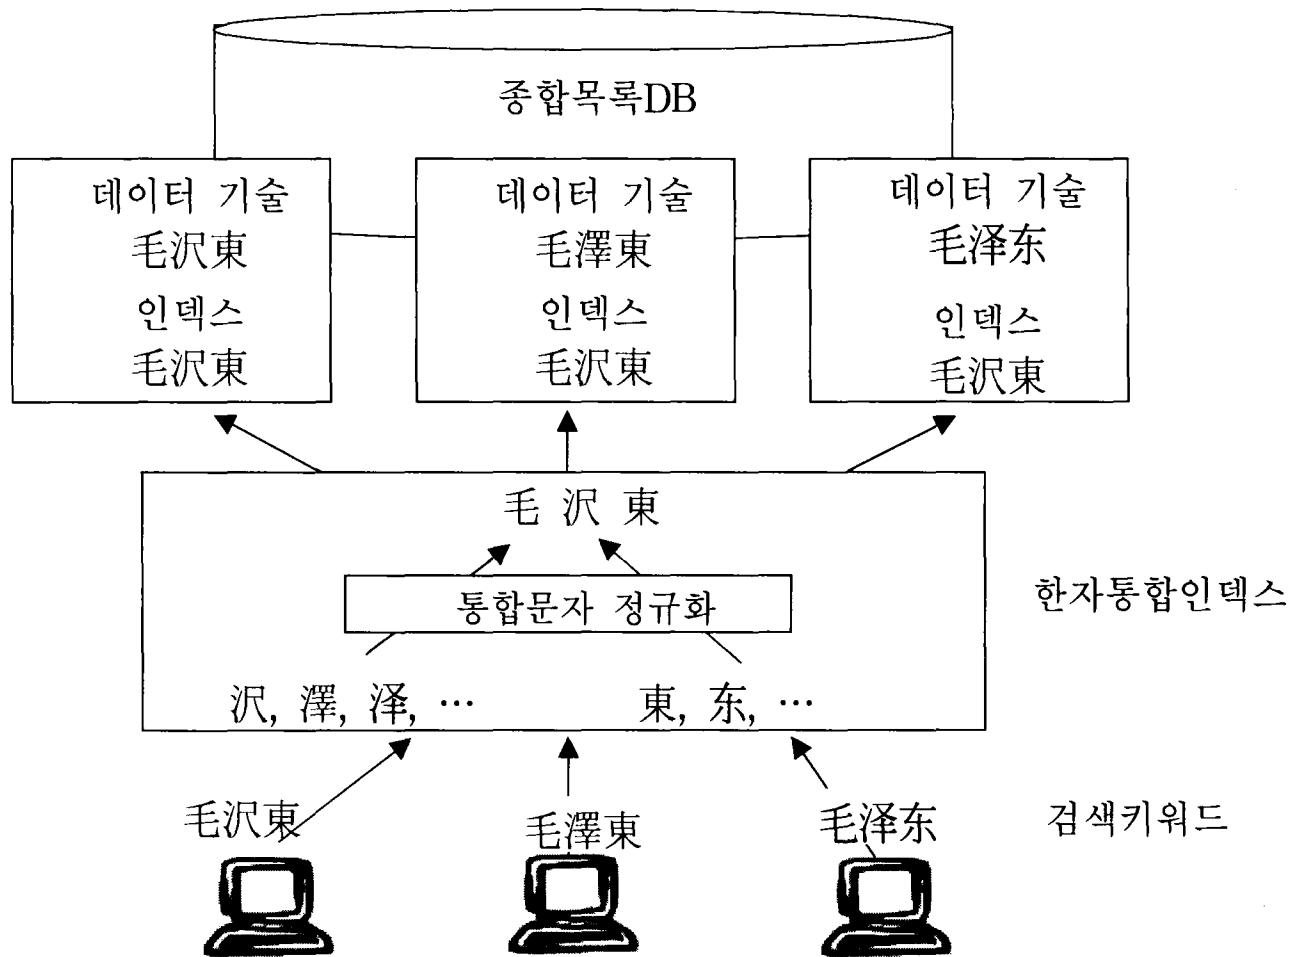 종합목록DB
데이터 기술
毛沢東
인덱스
毛沢東
데이터 기술
毛澤東
인덱스
毛沢東
데이터 기술
毛泽东
인덱스
毛沢東
毛 沢 東
통합문자 정규화
沢, 澤, 泽, …
東, 东, …
한자통합인덱스
毛沢東
毛澤東
毛泽东
검색키워드